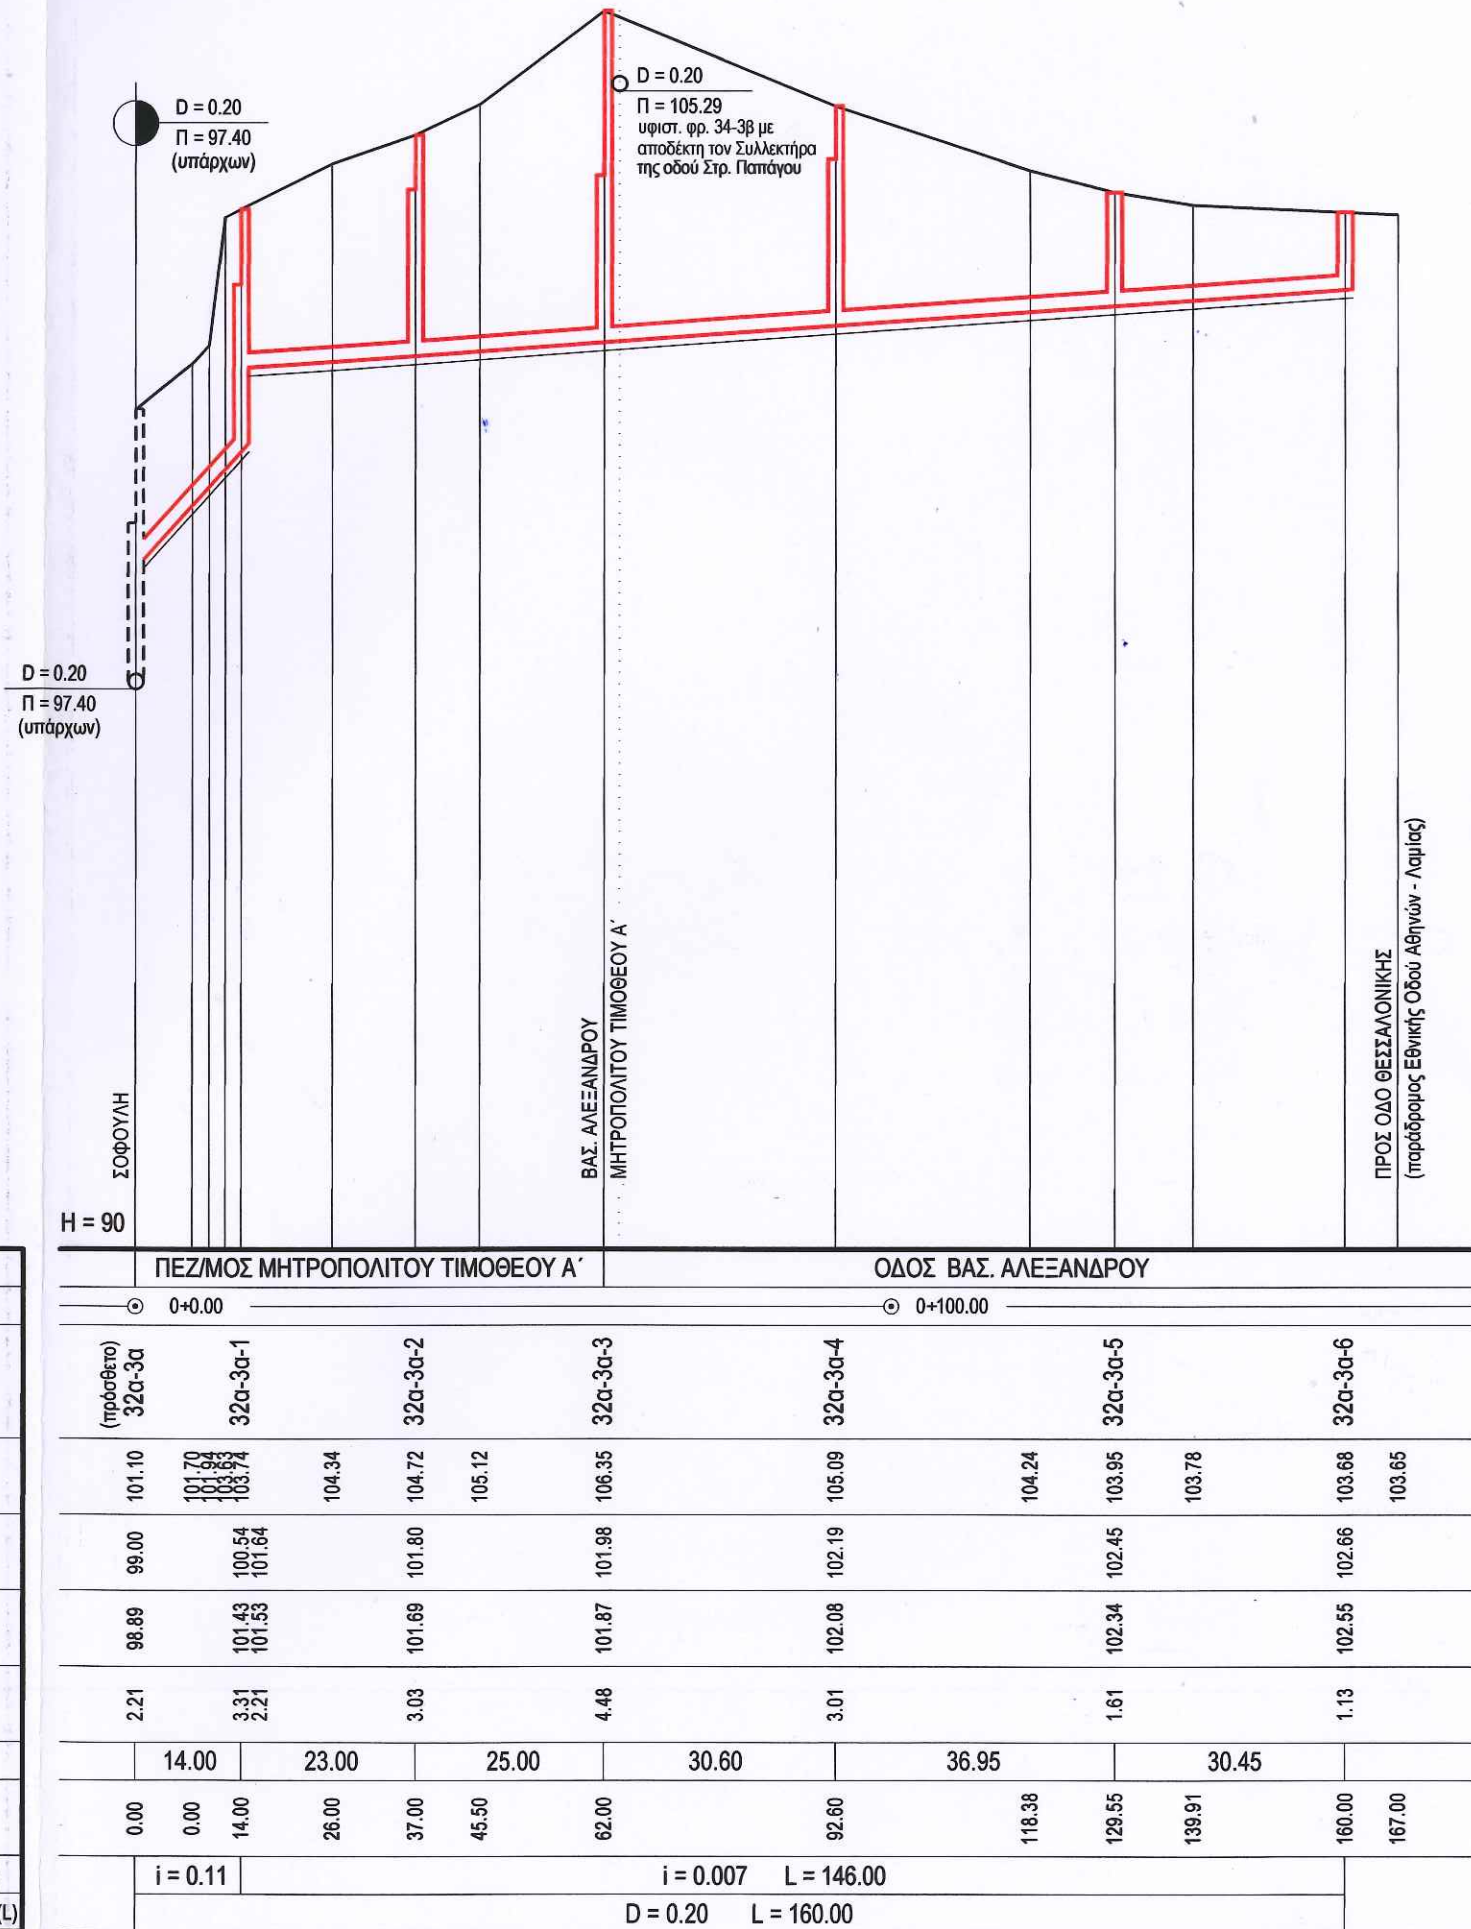 D = 0.20
Π = 97.40
(υπάρχων)
D = 0.20
Π = 105.29
υφιστ. φρ. 34-3β με
αποδέκτη τον Συλλεκτήρα
της οδού Στρ. Παπάγου
D = 0.20
Π = 97.40
(υπάρχων)
ΣΟΦΟΥΛΗ
ΒΑΣ. ΑΛΕΞΑΝΔΡΟΥ
ΜΗΤΡΟΠΟΛΙΤΟΥ ΤΙΜΟΘΕΟΥ Α΄
ΠΡΟΣ ΟΔΟ ΘΕΣΣΑΛΟΝΙΚΗΣ
(παράδρομος Εθνικής Οδού Αθηνών - Λαμίας)
H = 90
ΠΕΖ/ΜΟΣ ΜΗΤΡΟΠΟΛΙΤΟΥ ΤΙΜΟΘΕΟΥ Α΄ ΟΔΟΣ ΒΑΣ. ΑΛΕΞΑΝΔΡΟΥ
0+0.00 0+100.00
(πρόσθετο)
32α-3α 32α-3α-1 32α-3α-2 32α-3α-3 32α-3α-4 32α-3α-5 32α-3α-6
101.10 101.70 101.94 103.63 103.74 104.34 104.72 105.12 106.35 105.09 104.24 103.95 103.78 103.68 103.65
99.00 100.54 101.64 101.80 101.98 102.19 102.45 102.66
98.89 101.43 101.53 101.69 101.87 102.08 102.34 102.55
2.21 3.31 2.21 3.03 4.48 3.01 1.61 1.13
14.00 23.00 25.00 30.60 36.95 30.45
0.00 0.00 14.00 26.00 37.00 45.50 62.00 92.60 118.38 129.55 139.91 160.00 167.00
i = 0.11 i = 0.007 L = 146.00
(L) D = 0.20 L = 160.00